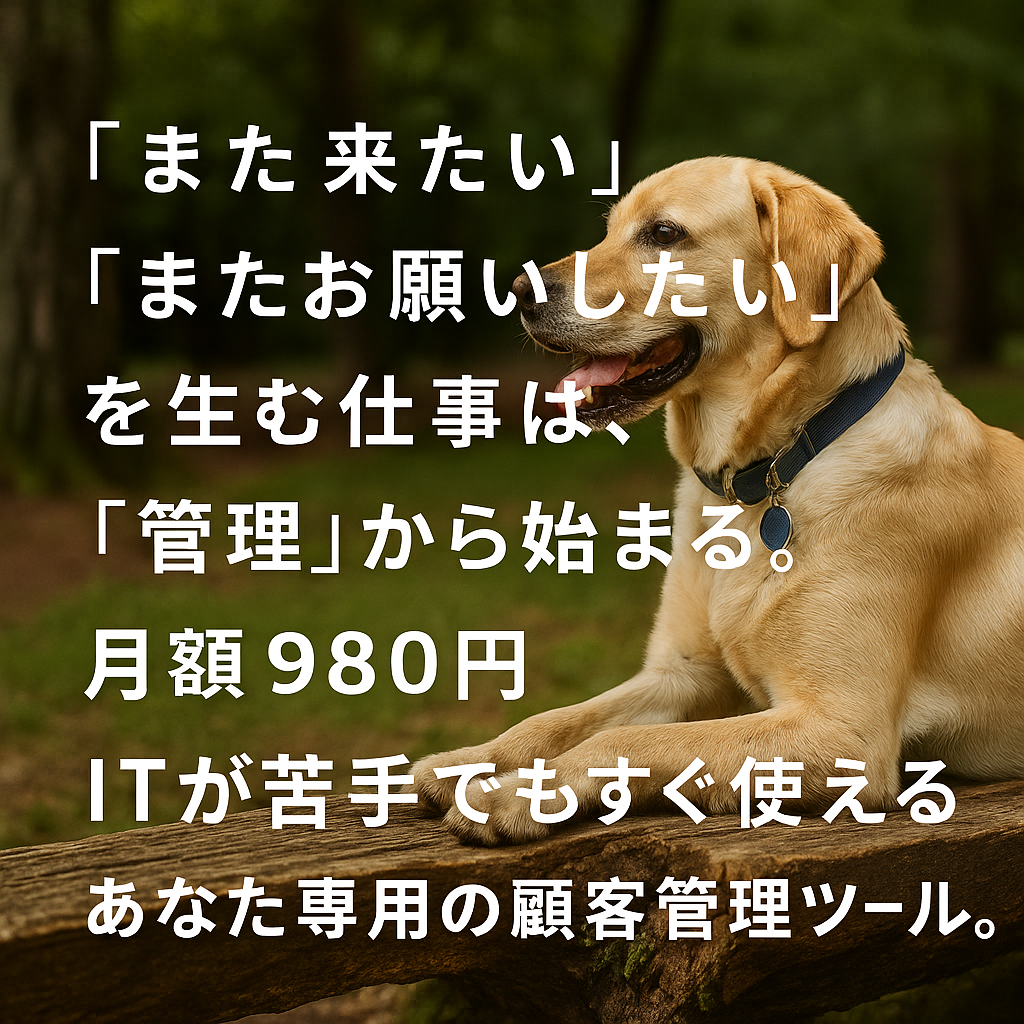 「また来たい」
「またお願いしたい」
を生む仕事は、
「管理」から始まる。
月額980円
ITが苦手でもすぐ使える
あなた専用の顧客管理ツール。